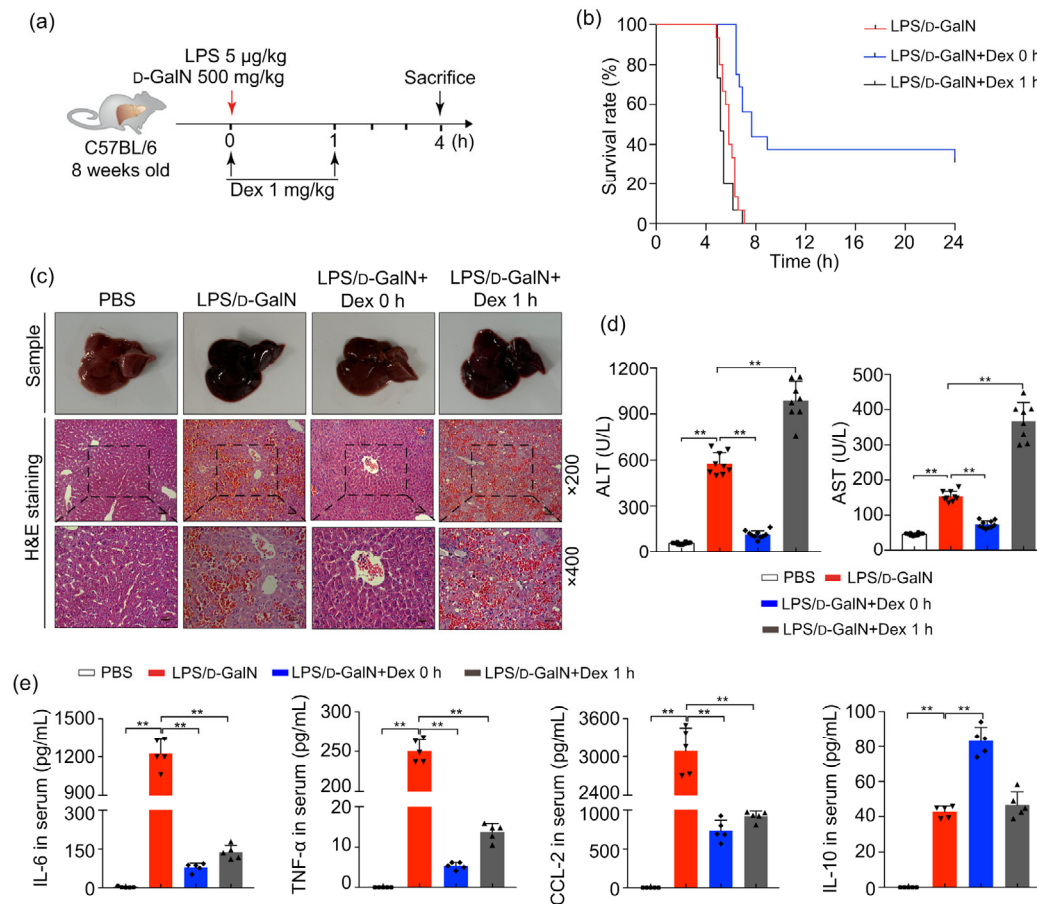 (a)
LPS 5 μg/kg
D-GalN 500 mg/kg
Sacrifice
0
1
4 (h)
C57BL/6
8 weeks old
Dex 1 mg/kg
(b)
Survival rate (%)
100
80
60
40
20
0
0 4 8 12 16 20 24
Time (h)
LPS/D-GalN
LPS/D-GalN+Dex 0 h
LPS/D-GalN+Dex 1 h
(c)
PBS
LPS/D-GalN
LPS/D-GalN+
Dex 0 h
LPS/D-GalN+
Dex 1 h
Sample
H&E staining
×200
×400
(d)
ALT (U/L)
1200
900
600
300
0
** ** **
AST (U/L)
500
400
300
200
100
0
** ** **
PBS
LPS/D-GalN
LPS/D-GalN+Dex 0 h
LPS/D-GalN+Dex 1 h
(e)
PBS
LPS/D-GalN
LPS/D-GalN+Dex 0 h
LPS/D-GalN+Dex 1 h
IL-6 in serum (pg/mL)
1500
1200
900
150
75
0
** ** **
TNF-α in serum (pg/mL)
300
250
200
20
10
0
** ** **
CCL-2 in serum (pg/mL)
3600
3000
2400
1000
500
0
** ** **
IL-10 in serum (pg/mL)
100
80
60
40
20
0
** **